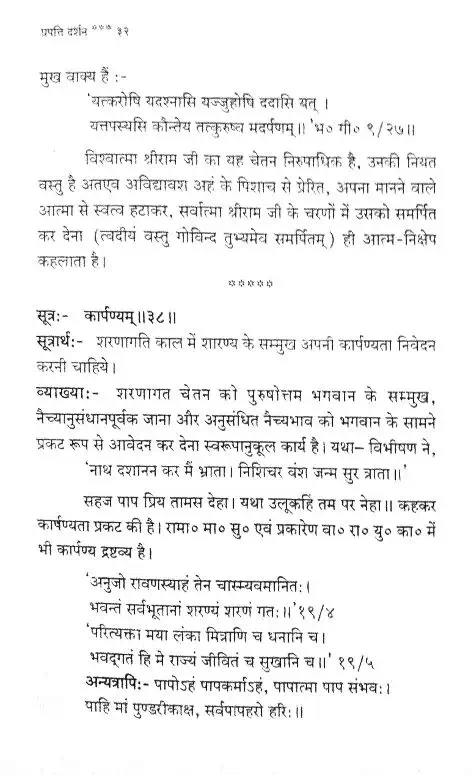 प्रपत्ति दर्शन *** ३२
मुख वाक्य हैं :-
'यत्करोषि यदश्नासि यज्जुहोषि ददासि यत् ।
यत्तपस्यसि कौन्तेय तत्कुरुष्व मदर्पणम्॥ 'भ० गी० ९/२७॥
विश्वात्मा श्रीराम जी का यह चेतन निरुपाधिक है, उनकी नियत
वस्तु है अतएव अविद्यावश अहं के पिशाच से प्रेरित, अपना मानने वाले
आत्मा से स्वत्व हटाकर, सर्वात्मा श्रीराम जी के चरणों में उसको समर्पित
कर देना (त्वदीयं वस्तु गोविन्द तुभ्यमेव समर्पितम्) ही आत्म-निक्षेप
कहलाता है।
*****
सूत्र:- कार्पण्यम्॥३८॥
सूत्रार्थ:- शरणागति काल में शारण्य के सम्मुख अपनी कार्पण्यता निवेदन
करनी चाहिये।
व्याख्या:- शरणागत चेतन को पुरुषोत्तम भगवान के सम्मुख,
नैच्यानुसंधानपूर्वक जाना और अनुसंधित नैच्यभाव को भगवान के सामने
प्रकट रूप से आवेदन कर देना स्वरूपानुकूल कार्य है। यथा- विभीषण ने,
'नाथ दशानन कर मैं भ्राता। निशिचर वंश जन्म सुर त्राता॥'
सहज पाप प्रिय तामस देहा। यथा उलूकहिं तम पर नेहा॥ कहकर
कार्षण्यता प्रकट की है। रामा० मा० सु० एवं प्रकारेण वा० रा० यु० का० में
भी कार्पण्य द्रष्टव्य है।
'अनुजो रावणस्याहं तेन चास्म्यवमानितः।
भवन्तं सर्वभूतानां शरण्यं शरणं गतः॥'१९/४
'परित्यक्ता मया लंका मित्राणि च धनानि च।
भवद्गतं हि मे राज्यं जीवितं च सुखानि च॥' १९/५
अन्यत्रापि:- पापोऽहं पापकर्माऽहं, पापात्मा पाप संभवः।
पाहि मां पुण्डरीकाक्ष, सर्वपापहरो हरिः॥